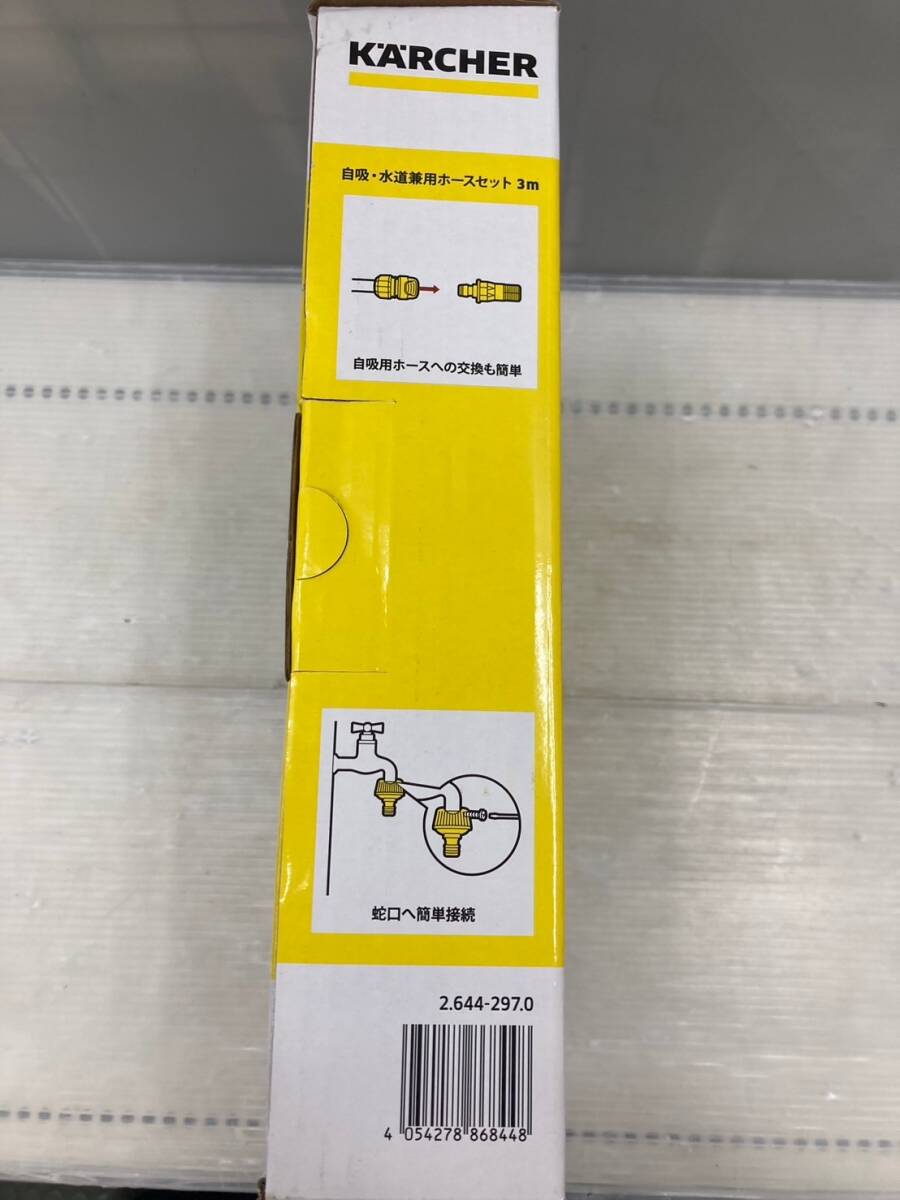 KÄRCHER
自吸・水道兼用ホースセット 3m
自吸用ホースへの交換も簡単
蛇口へ簡単接続
2.644-297.0
4 054278 868448